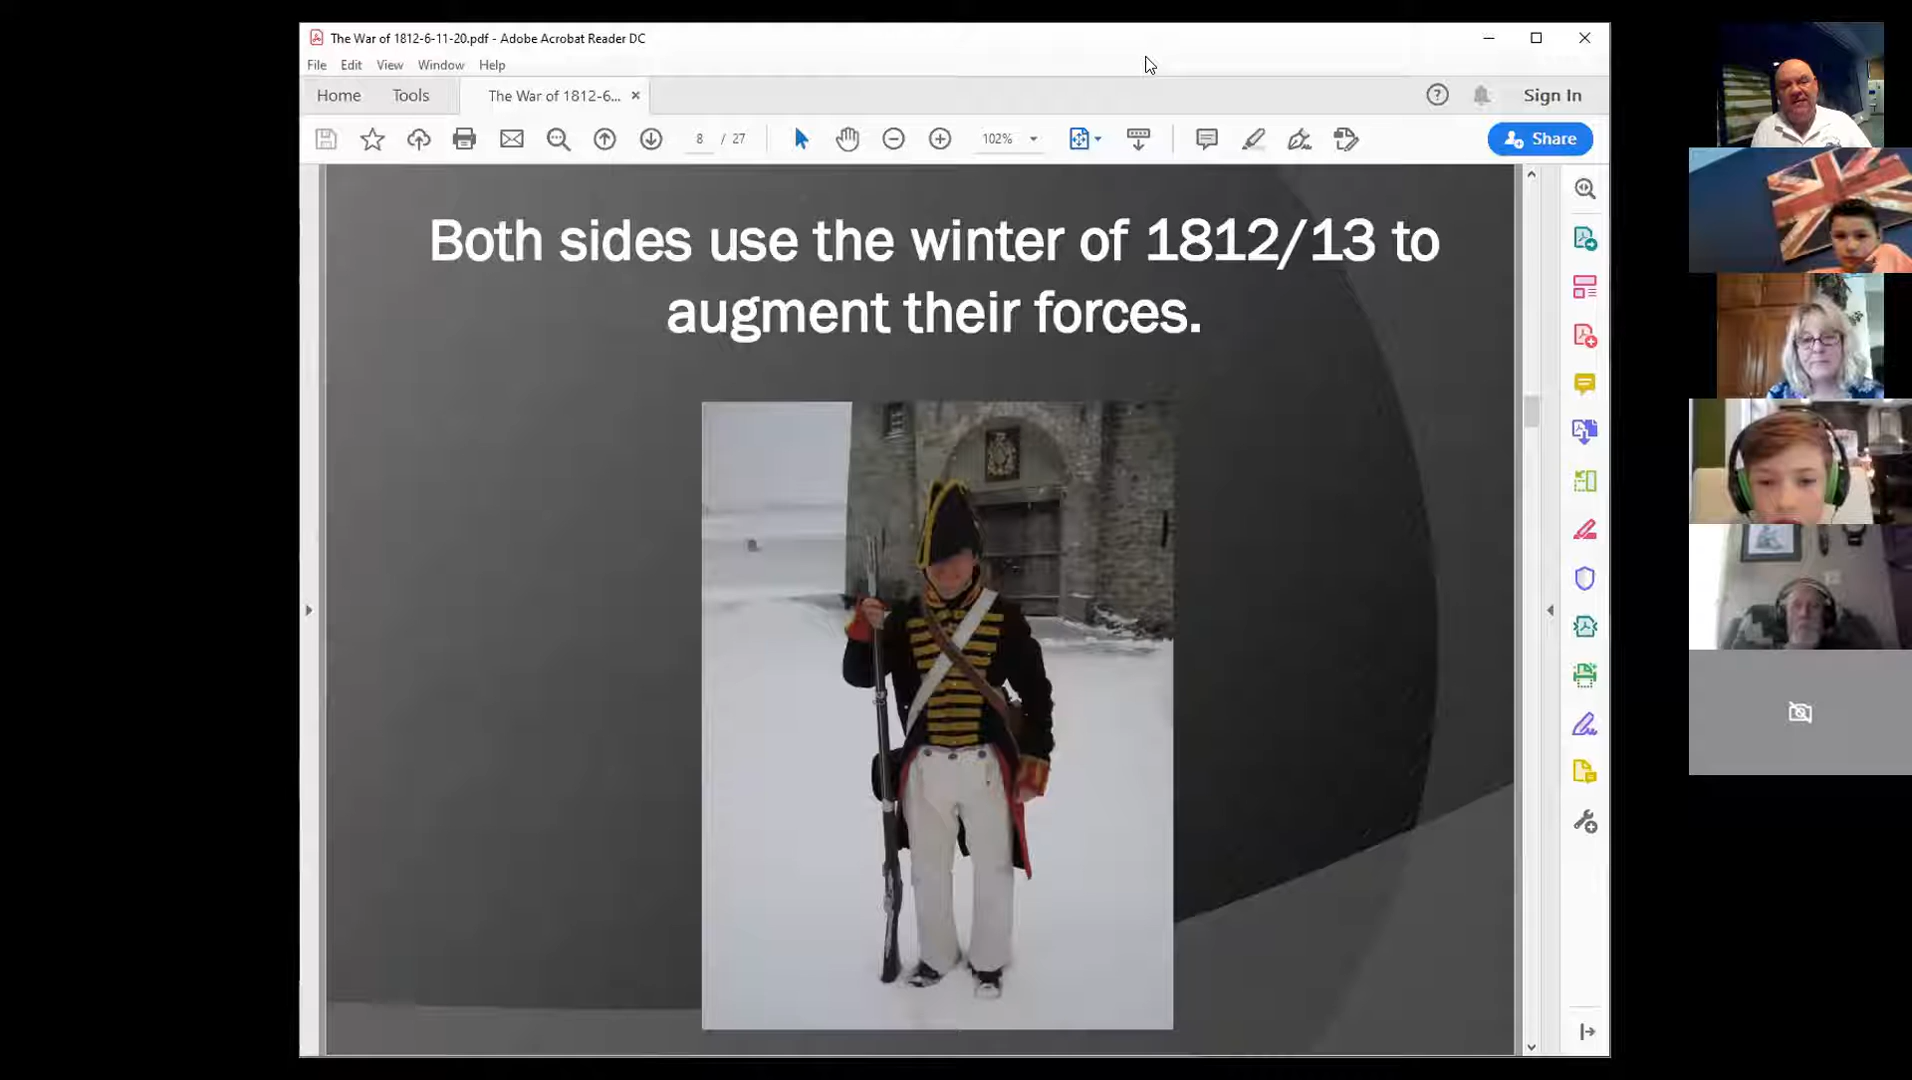 The War of 1812-6-11-20.pdf - Adobe Acrobat Reader DC
File Edit View Window Help
Home Tools The War of 1812-6... × Sign In
8 / 27 102% Share
Both sides use the winter of 1812/13 to
augment their forces.